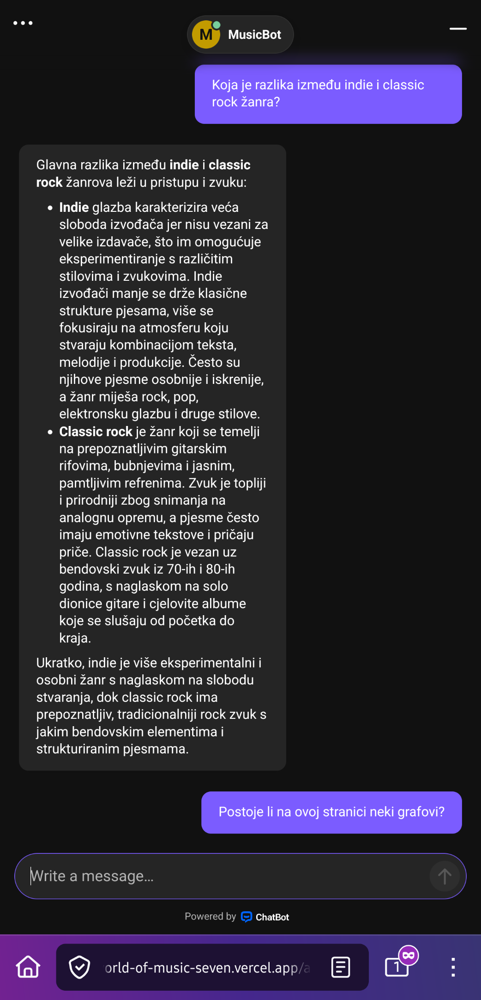 M MusicBot
Koja je razlika između indie i classic
rock žanra?
Glavna razlika između indie i classic
rock žanrova leži u pristupu i zvuku:
• Indie glazba karakterizira veća
sloboda izvođača jer nisu vezani za
velike izdavače, što im omogućuje
eksperimentiranje s različitim
stilovima i zvukovima. Indie
izvođači manje se drže klasične
strukture pjesama, više se
fokusiraju na atmosferu koju
stvaraju kombinacijom teksta,
melodije i produkcije. Često su
njihove pjesme osobnije i iskrenije,
a žanr miješa rock, pop,
elektronsku glazbu i druge stilove.
• Classic rock je žanr koji se temelji
na prepoznatljivim gitarskim
rifovima, bubnjevima i jasnim,
pamtljivim refrenima. Zvuk je topliji
i prirodniji zbog snimanja na
analognu opremu, a pjesme često
imaju emotivne tekstove i pričaju
priče. Classic rock je vezan uz
bendovski zvuk iz 70-ih i 80-ih
godina, s naglaskom na solo
dionice gitare i cjelovite albume
koje se slušaju od početka do
kraja.
Ukratko, indie je više eksperimentalni i
osobni žanr s naglaskom na slobodu
stvaranja, dok classic rock ima
prepoznatljiv, tradicionalniji rock zvuk s
jakim bendovskim elementima i
strukturiranim pjesmama.
Postoje li na ovoj stranici neki grafovi?
Write a message...
Powered by ChatBot
orld-of-music-seven.vercel.app/a
1